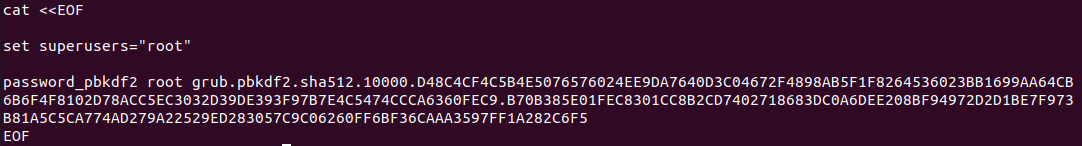 cat <<EOF
set superusers="root"
password_pbkdf2 root grub.pbkdf2.sha512.10000.D48C4CF4C5B4E5076576024EE9DA7640D3C04672F4898AB5F1F8264536023BB1699AA64CB
6B6F4F8102D78ACC5EC3032D39DE393F97B7E4C5474CCCA6360FEC9.B70B385E01FEC8301CC8B2CD7402718683DC0A6DEE208BF94972D2D1BE7F973
B81A5C5CA774AD279A22529ED283057C9C06260FF6BF36CAAA3597FF1A282C6F5
EOF